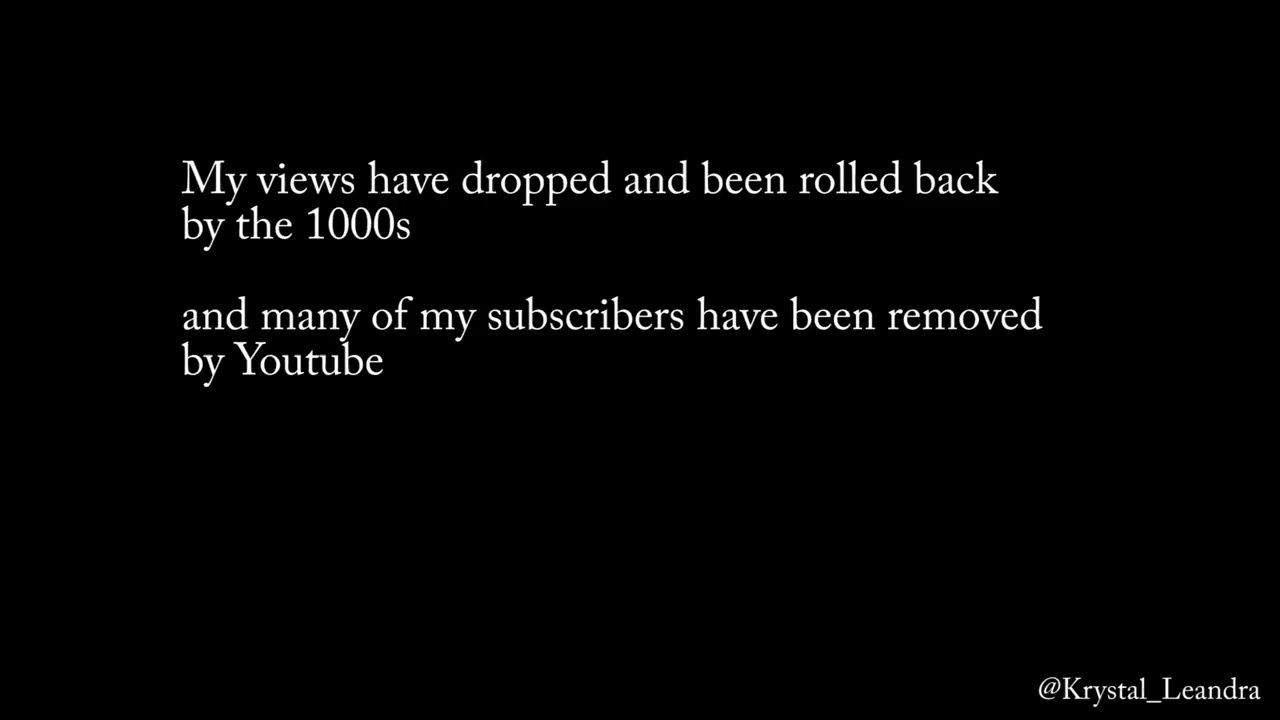 My views have dropped and been rolled back
by the 1000s
and many of my subscribers have been removed
by Youtube
@Krystal_Leandra